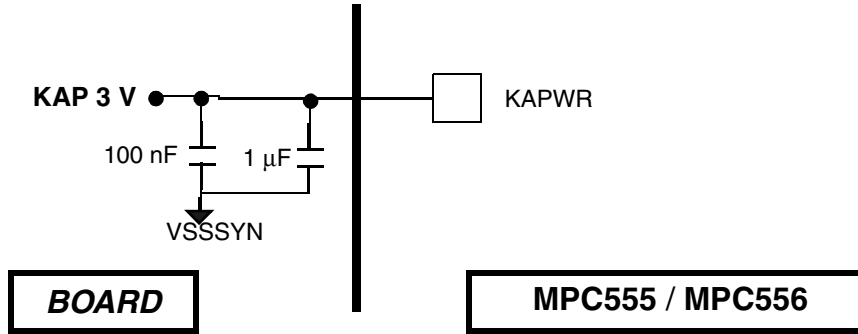 KAP 3 V
KAPWR
100 nF
1 μF
VSSSYN
BOARD
MPC555 / MPC556